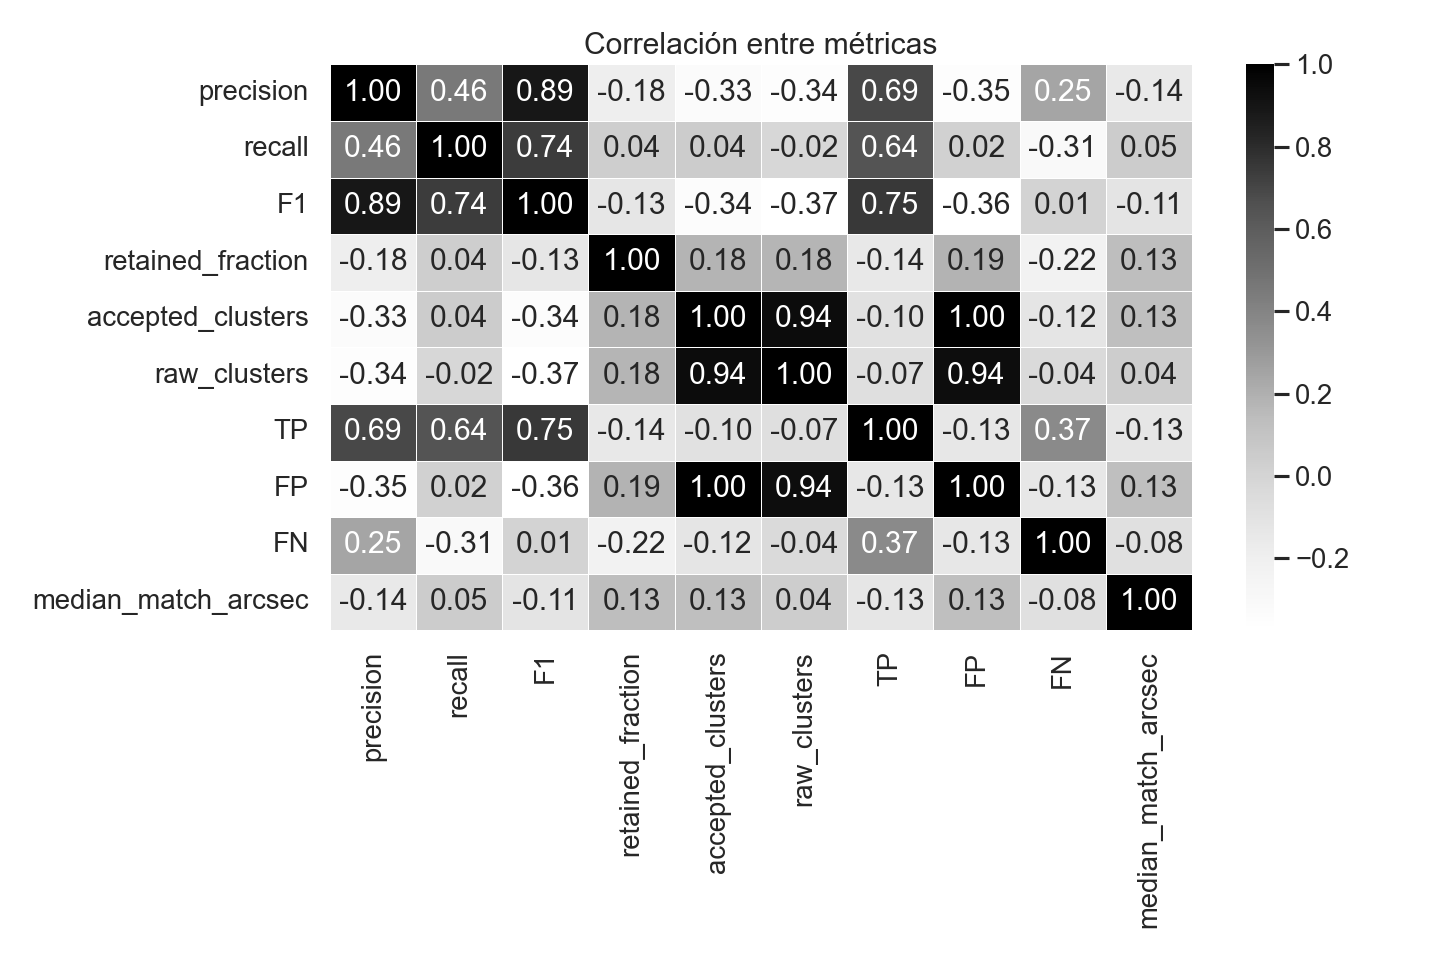 Correlación entre métricas
precision 1.00 0.46 0.89 -0.18 -0.33 -0.34 0.69 -0.35 0.25 -0.14
recall 0.46 1.00 0.74 0.04 0.04 -0.02 0.64 0.02 -0.31 0.05
F1 0.89 0.74 1.00 -0.13 -0.34 -0.37 0.75 -0.36 0.01 -0.11
retained_fraction -0.18 0.04 -0.13 1.00 0.18 0.18 -0.14 0.19 -0.22 0.13
accepted_clusters -0.33 0.04 -0.34 0.18 1.00 0.94 -0.10 1.00 -0.12 0.13
raw_clusters -0.34 -0.02 -0.37 0.18 0.94 1.00 -0.07 0.94 -0.04 0.04
TP 0.69 0.64 0.75 -0.14 -0.10 -0.07 1.00 -0.13 0.37 -0.13
FP -0.35 0.02 -0.36 0.19 1.00 0.94 -0.13 1.00 -0.13 0.13
FN 0.25 -0.31 0.01 -0.22 -0.12 -0.04 0.37 -0.13 1.00 -0.08
median_match_arcsec -0.14 0.05 -0.11 0.13 0.13 0.04 -0.13 0.13 -0.08 1.00
precision
recall
F1
retained_fraction
accepted_clusters
raw_clusters
TP
FP
FN
median_match_arcsec
1.0
0.8
0.6
0.4
0.2
0.0
−0.2